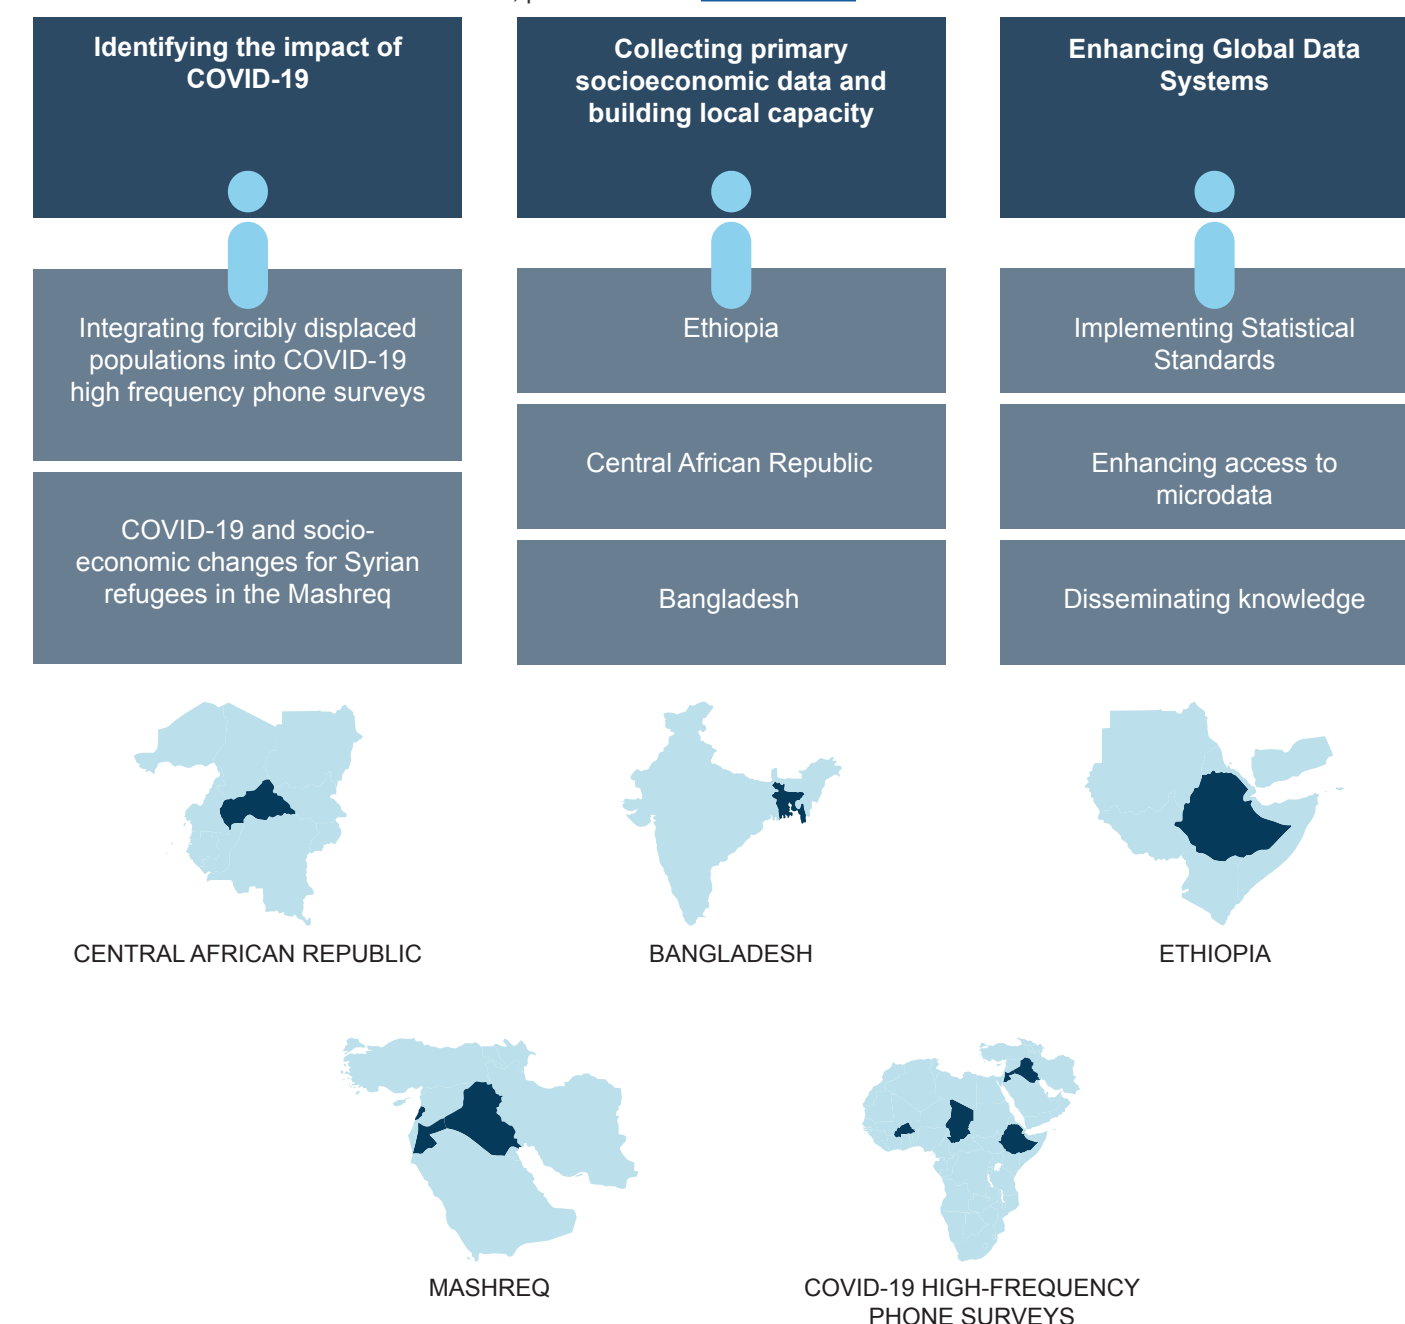 Identifying the impact of
COVID-19
Integrating forcibly displaced
populations into COVID-19
high frequency phone surveys
COVID-19 and socio-
economic changes for Syrian
refugees in the Mashreq
Collecting primary
socioeconomic data and
building local capacity
Ethiopia
Central African Republic
Bangladesh
Enhancing Global Data
Systems
Implementing Statistical
Standards
Enhancing access to
microdata
Disseminating knowledge
CENTRAL AFRICAN REPUBLIC
BANGLADESH
ETHIOPIA
MASHREQ
COVID-19 HIGH-FREQUENCY
PHONE SURVEYS